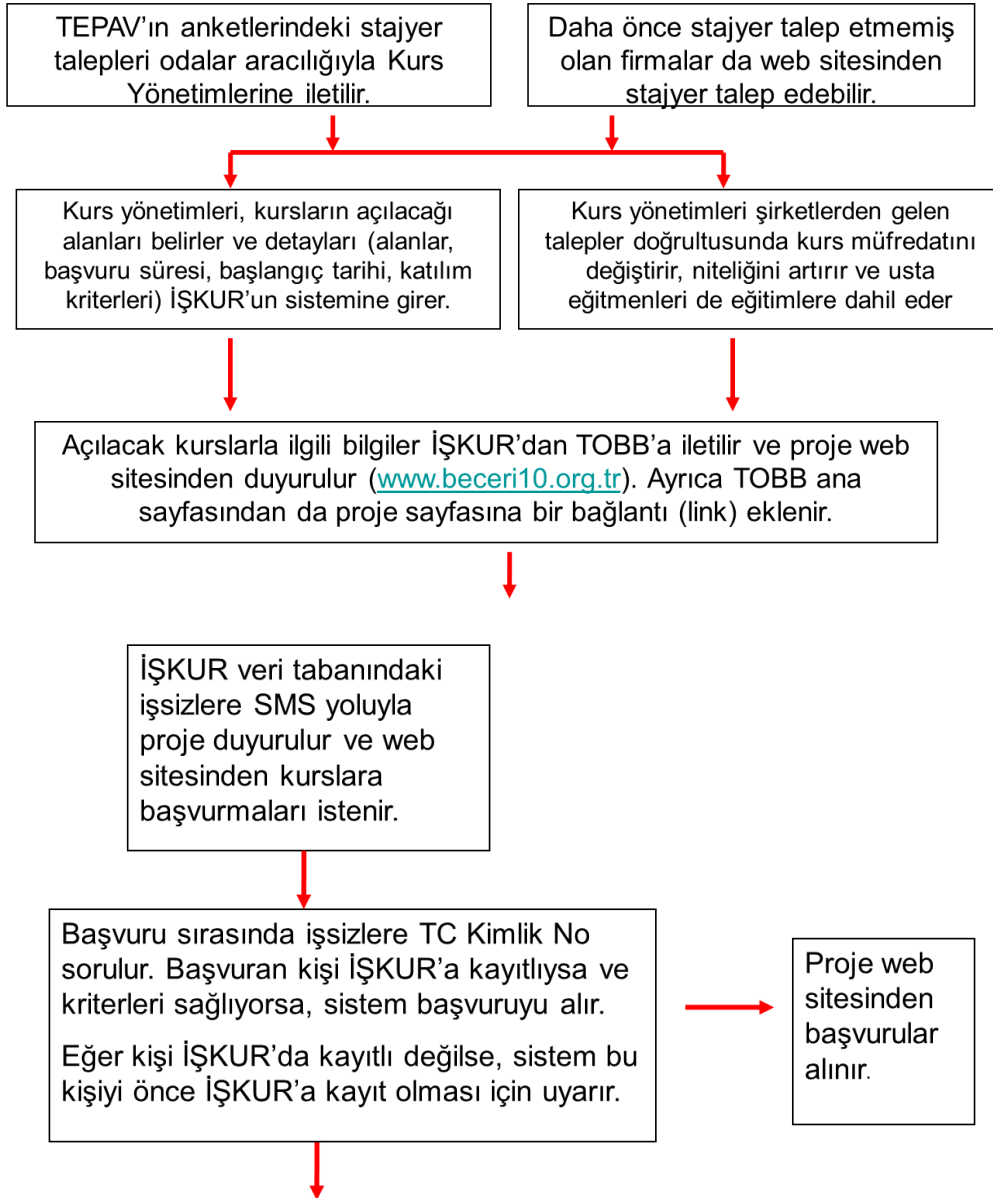 TEPAV’ın anketlerindeki stajyer
talepleri odalar aracılığıyla Kurs
Yönetimlerine iletilir.
Daha önce stajyer talep etmemiş
olan firmalar da web sitesinden
stajyer talep edebilir.
Kurs yönetimleri, kursların açılacağı
alanları belirler ve detayları (alanlar,
başvuru süresi, başlangıç tarihi, katılım
kriterleri) İŞKUR’un sistemine girer.
Kurs yönetimleri şirketlerden gelen
talepler doğrultusunda kurs müfredatını
değiştirir, niteliğini artırır ve usta
eğitmenleri de eğitimlere dahil eder
Açılacak kurslarla ilgili bilgiler İŞKUR’dan TOBB’a iletilir ve proje web
sitesinden duyurulur (www.beceri10.org.tr). Ayrıca TOBB ana
sayfasından da proje sayfasına bir bağlantı (link) eklenir.
İŞKUR veri tabanındaki
işsizlere SMS yoluyla
proje duyurulur ve web
sitesinden kurslara
başvurmaları istenir.
Başvuru sırasında işsizlere TC Kimlik No
sorulur. Başvuran kişi İŞKUR’a kayıtlıysa ve
kriterleri sağlıyorsa, sistem başvuruyu alır.
Eğer kişi İŞKUR’da kayıtlı değilse, sistem bu
kişiyi önce İŞKUR’a kayıt olması için uyarır.
Proje web
sitesinden
başvurular
alınır.